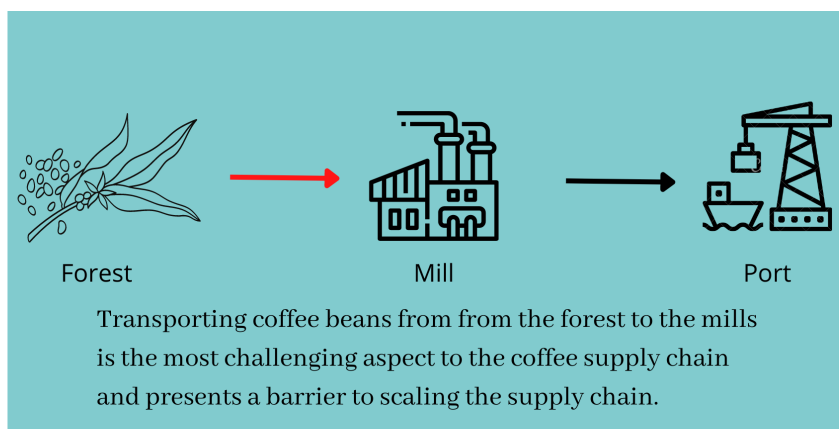 Forest
Mill
Port
Transporting coffee beans from from the forest to the mills
is the most challenging aspect to the coffee supply chain
and presents a barrier to scaling the supply chain.